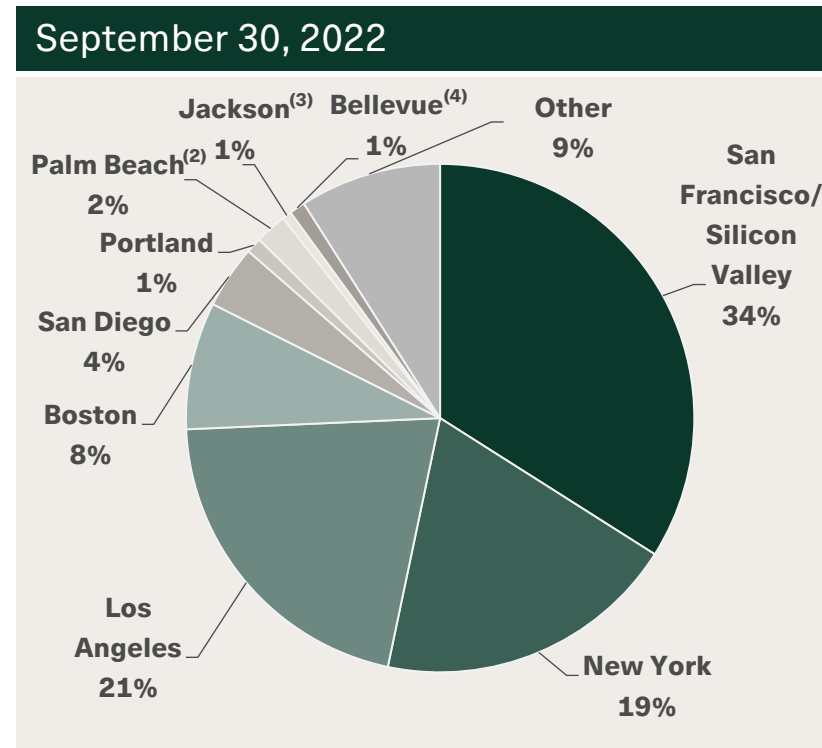 September 30, 2022
Jackson(3)
1%
Bellevue(4)
1%
Other
9%
San
Francisco/
Silicon
Valley
34%
Palm Beach(2)
2%
Portland
1%
San Diego
4%
Boston
8%
Los
Angeles
21%
New York
19%